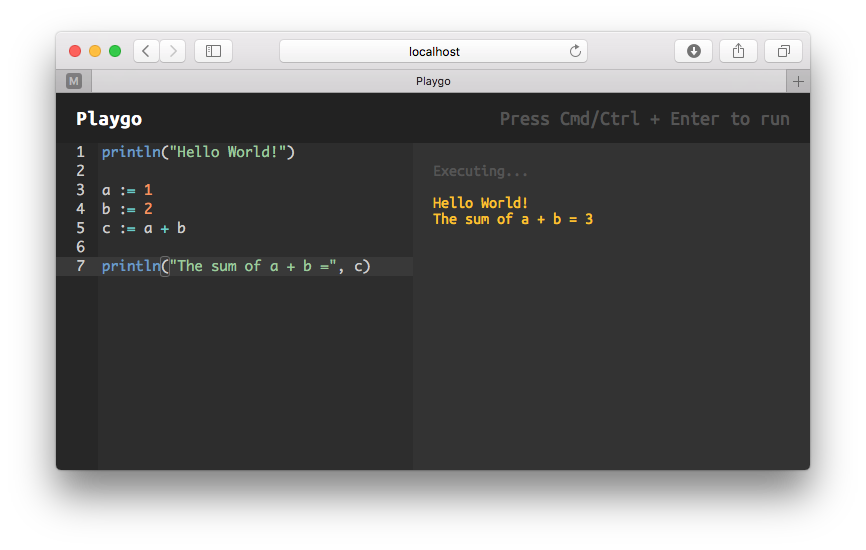 localhost
M
Playgo
Playgo
Press Cmd/Ctrl + Enter to run
1 println("Hello World!")
2
3 a := 1
4 b := 2
5 c := a + b
6
7 println("The sum of a + b =", c)
Executing...
Hello World!
The sum of a + b = 3